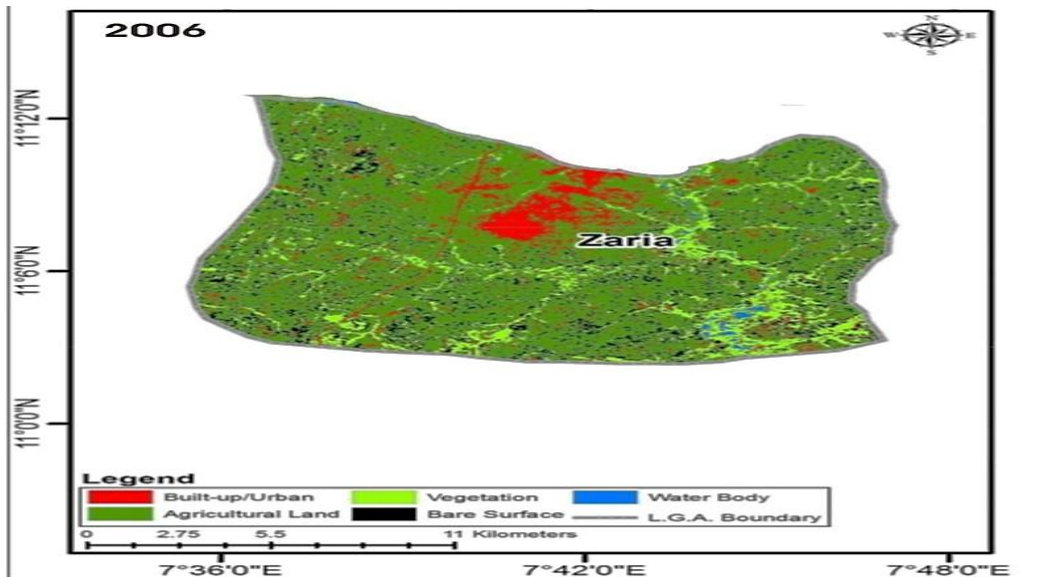 2006
N
W E
S
11°12'0"N
11°6'0"N
11°0'0"N
Zaria
Legend
Built-up/Urban Vegetation Water Body
Agricultural Land Bare Surface L.G.A. Boundary
0 2.75 5.5 11 Kilometers
7°36'0"E 7°42'0"E 7°48'0"E